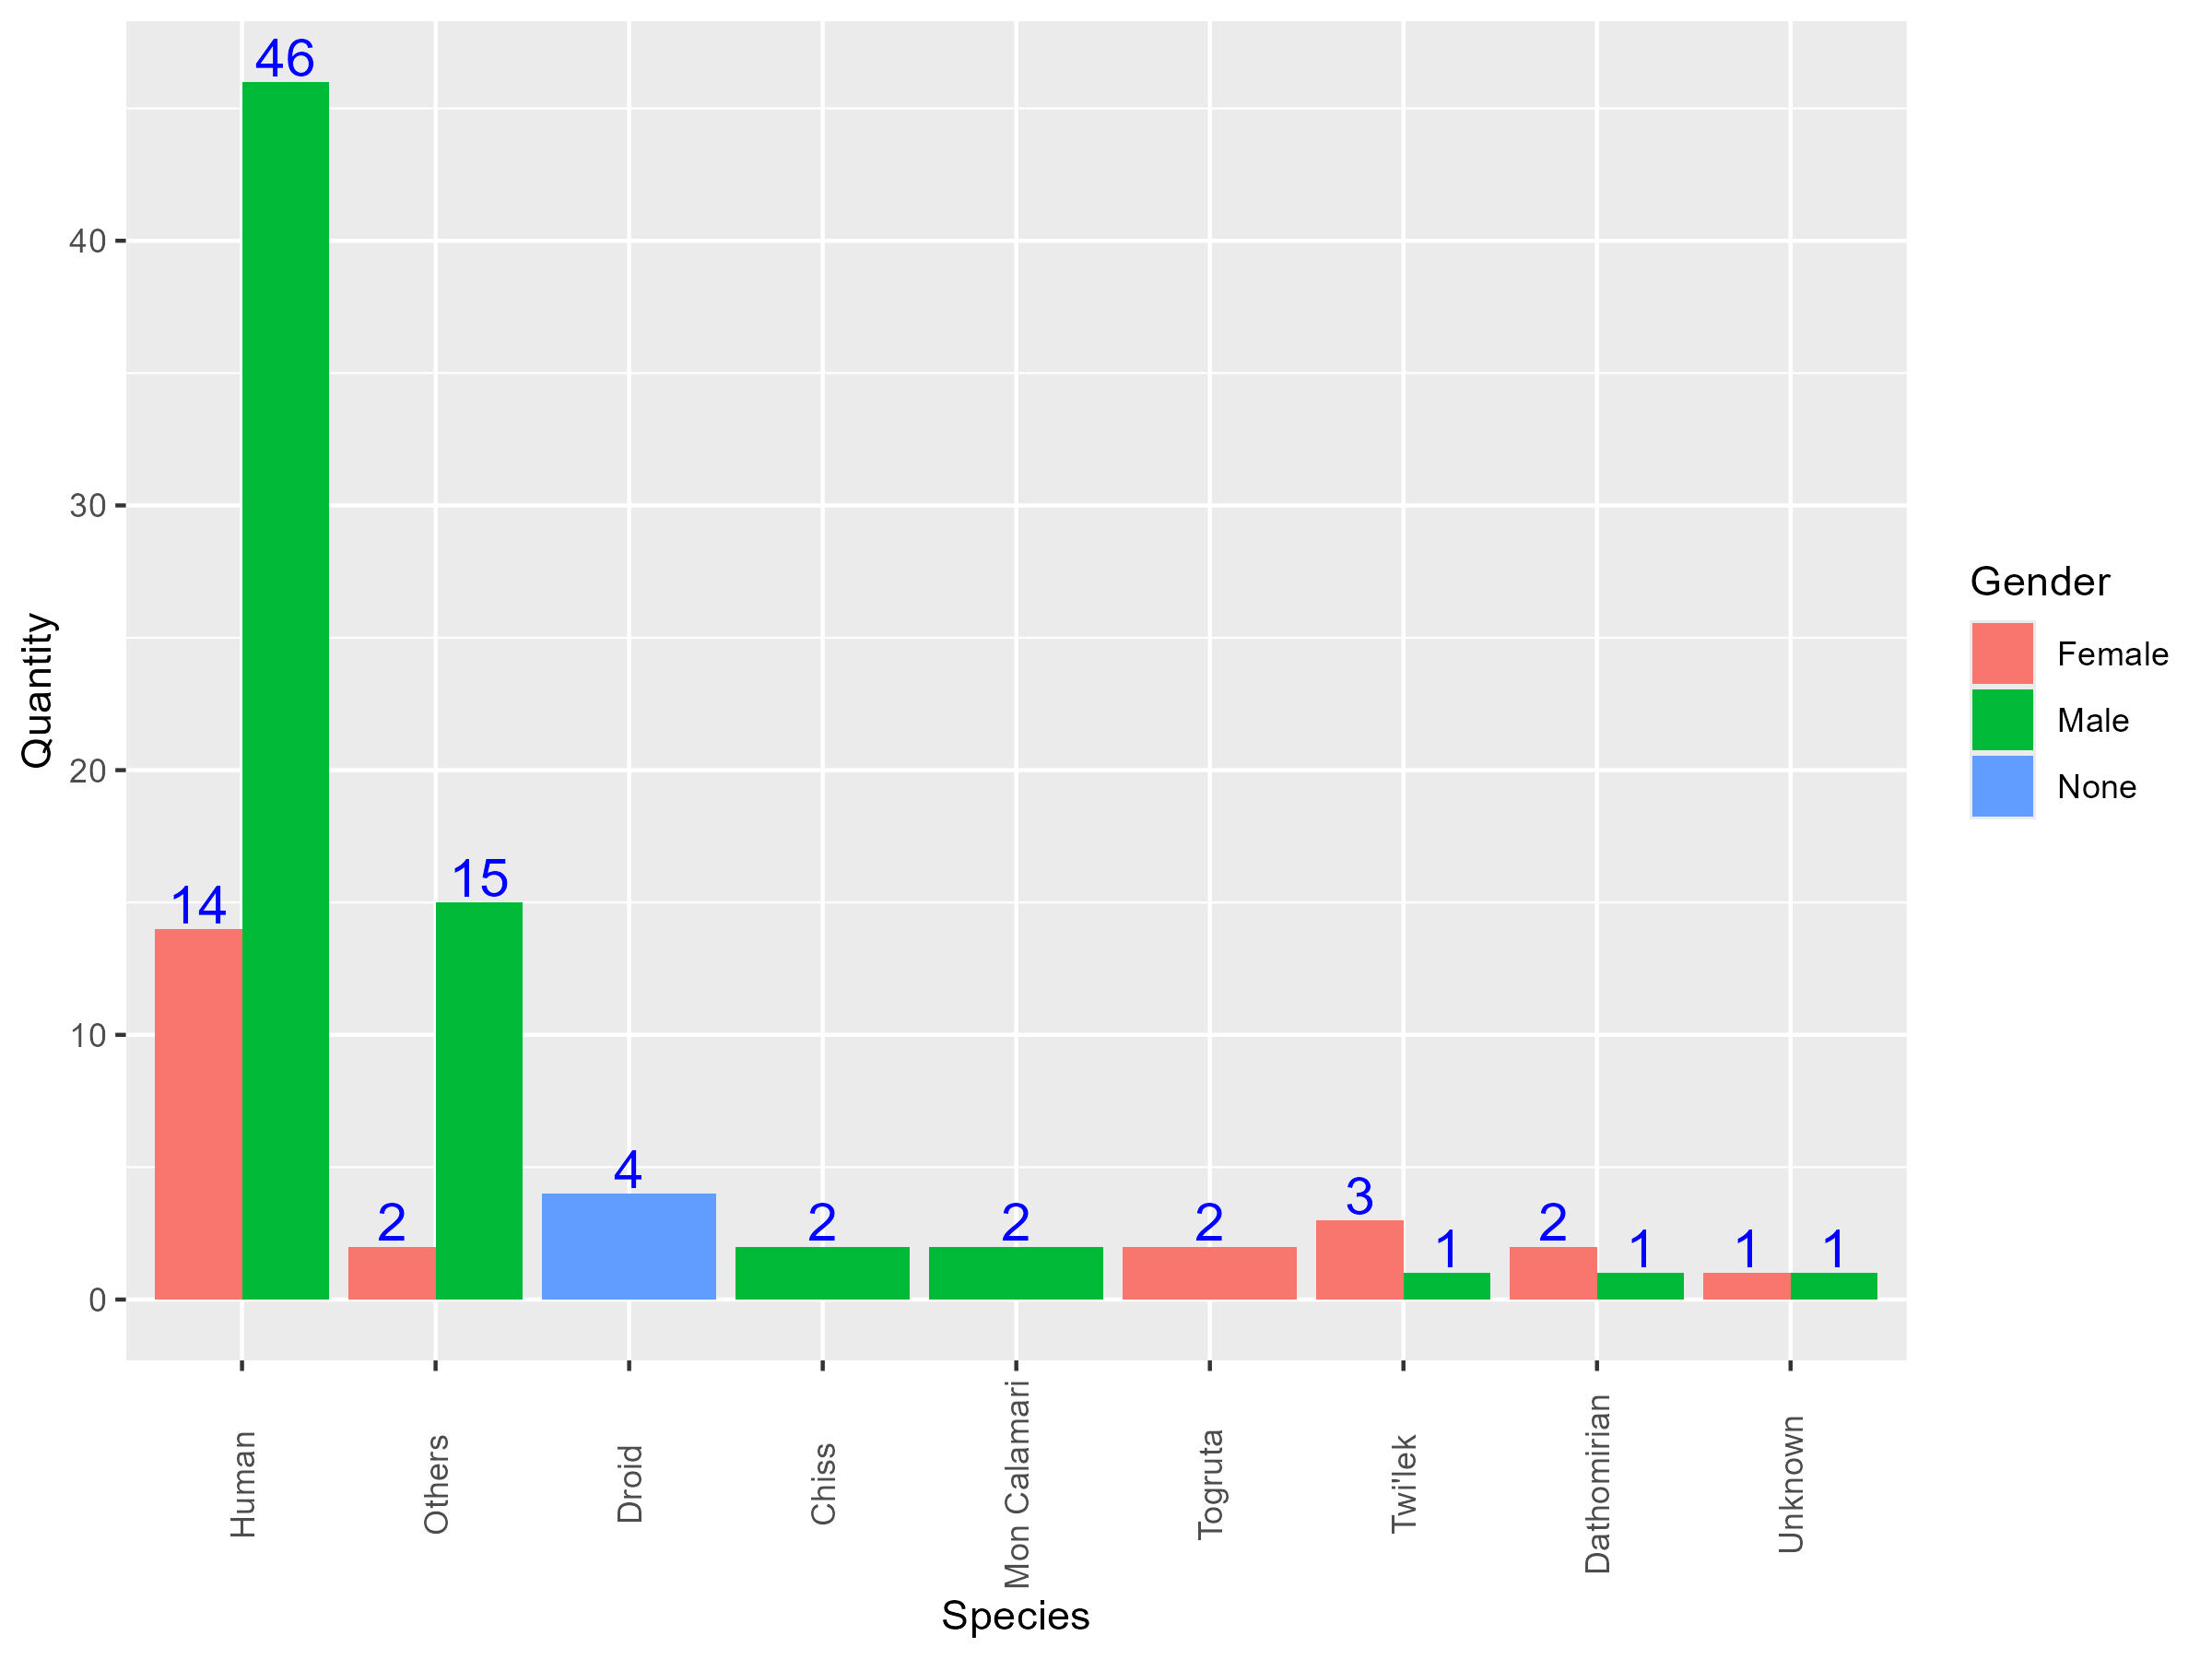 46
40
30
20
15
14
10
4
3
2
2
2
2
2
1
1
1
1
0
Quantity
Human
Others
Droid
Chiss
Mon Calamari
Togruta
Twi'lek
Dathomirian
Unknown
Species
Gender
Female
Male
None